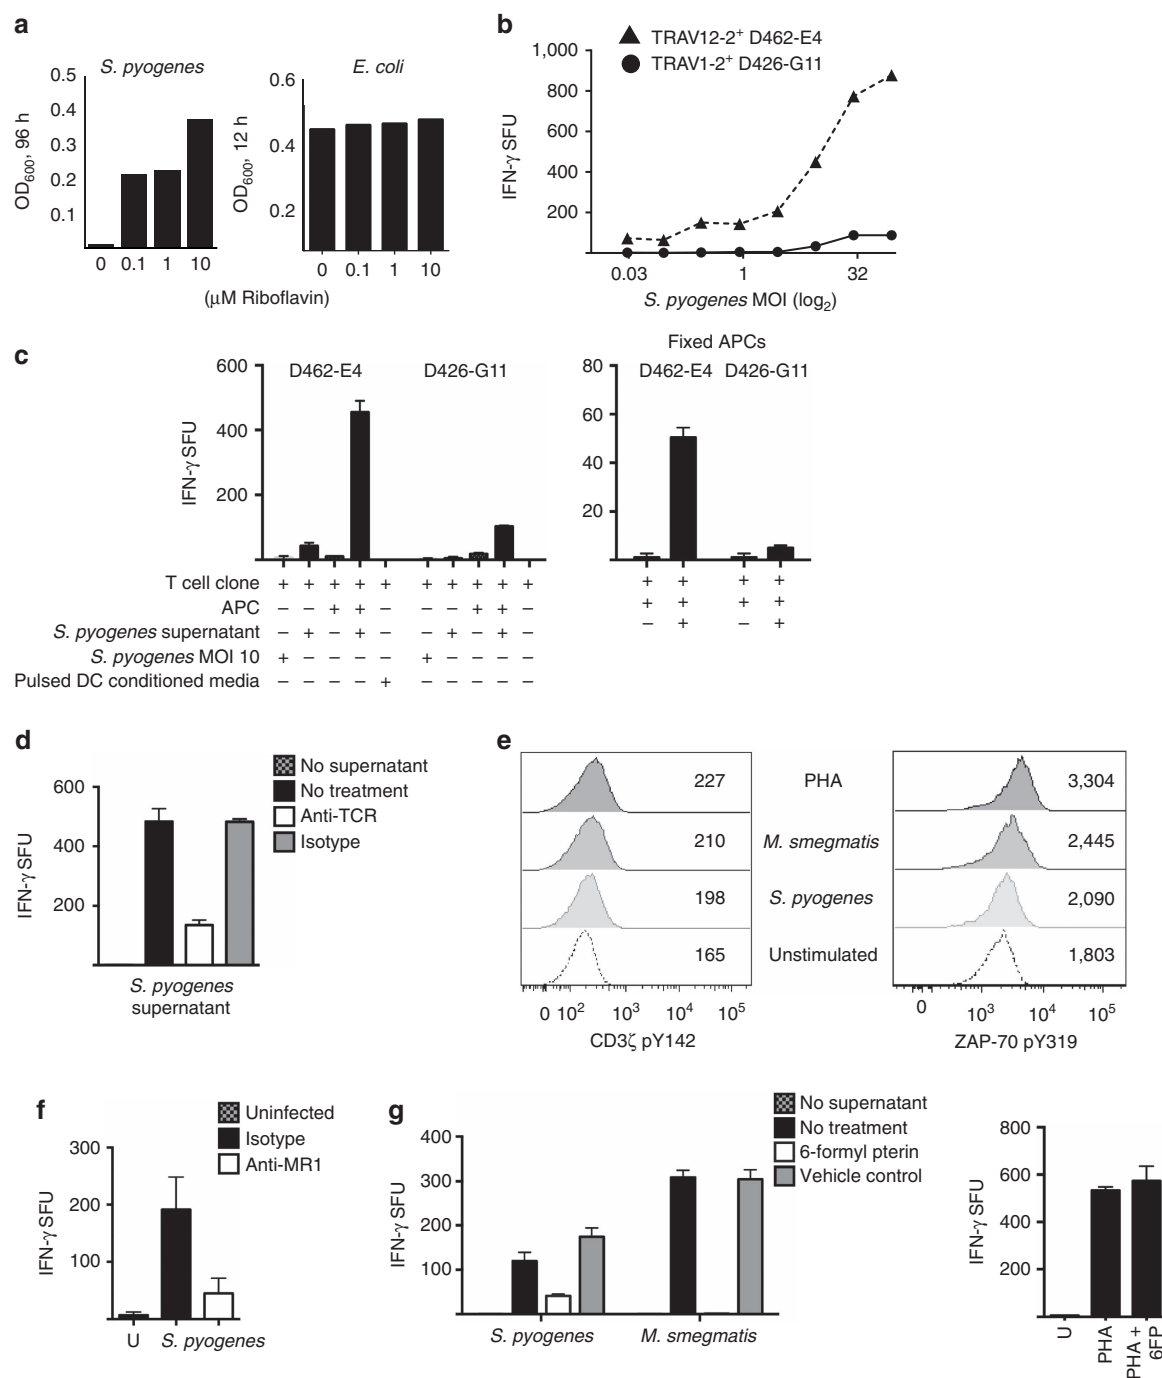 a
S. pyogenes
E. coli
OD600, 96 h
0.5
0.4
0.3
0.2
0.1
0 0.1 1 10
OD600, 12 h
0.6
0.4
0.2
0 0.1 1 10
(μM Riboflavin)
b
TRAV12-2+ D462-E4
TRAV1-2+ D426-G11
IFN-γ SFU
1,000
800
600
400
200
0.03 1 32
S. pyogenes MOI (log2)
c
IFN-γ SFU
600
400
200
D462-E4 D426-G11
Fixed APCs
80
60
40
20
D462-E4 D426-G11
T cell clone + + + + + + + + + + + + + +
APC – – + + – – – + + – + + + +
S. pyogenes supernatant – + – + – – + – + – – + – +
S. pyogenes MOI 10 + – – – – + – – – –
Pulsed DC conditioned media – – – – + – – – – –
d
No supernatant
No treatment
Anti-TCR
Isotype
IFN-γ SFU
600
400
200
S. pyogenes
supernatant
e
227 PHA 3,304
210 M. smegmatis 2,445
198 S. pyogenes 2,090
165 Unstimulated 1,803
0 10² 10³ 10⁴ 10⁵
CD3ζ pY142
0 10³ 10⁴ 10⁵
ZAP-70 pY319
f
Uninfected
Isotype
Anti-MR1
IFN-γ SFU
300
200
100
U S. pyogenes
g
No supernatant
No treatment
6-formyl pterin
Vehicle control
IFN-γ SFU
400
300
200
100
S. pyogenes M. smegmatis
IFN-γ SFU
800
600
400
200
U
PHA
PHA +
6FP